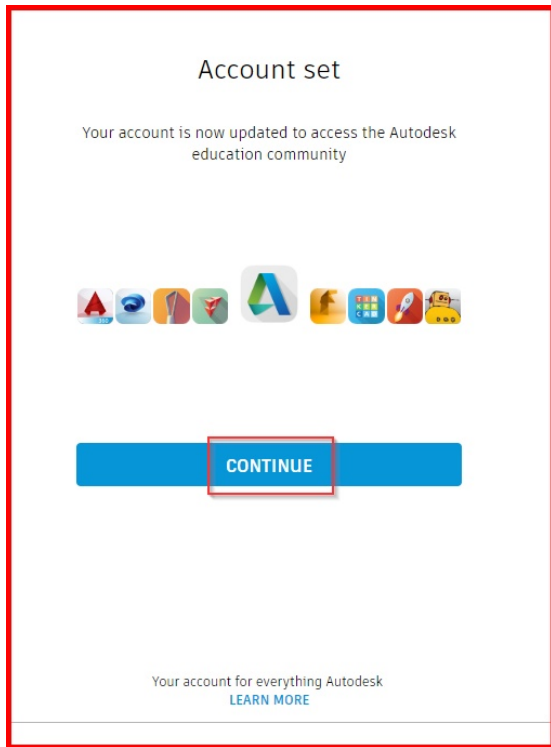 Account set
Your account is now updated to access the Autodesk
education community
CONTINUE
Your account for everything Autodesk
LEARN MORE